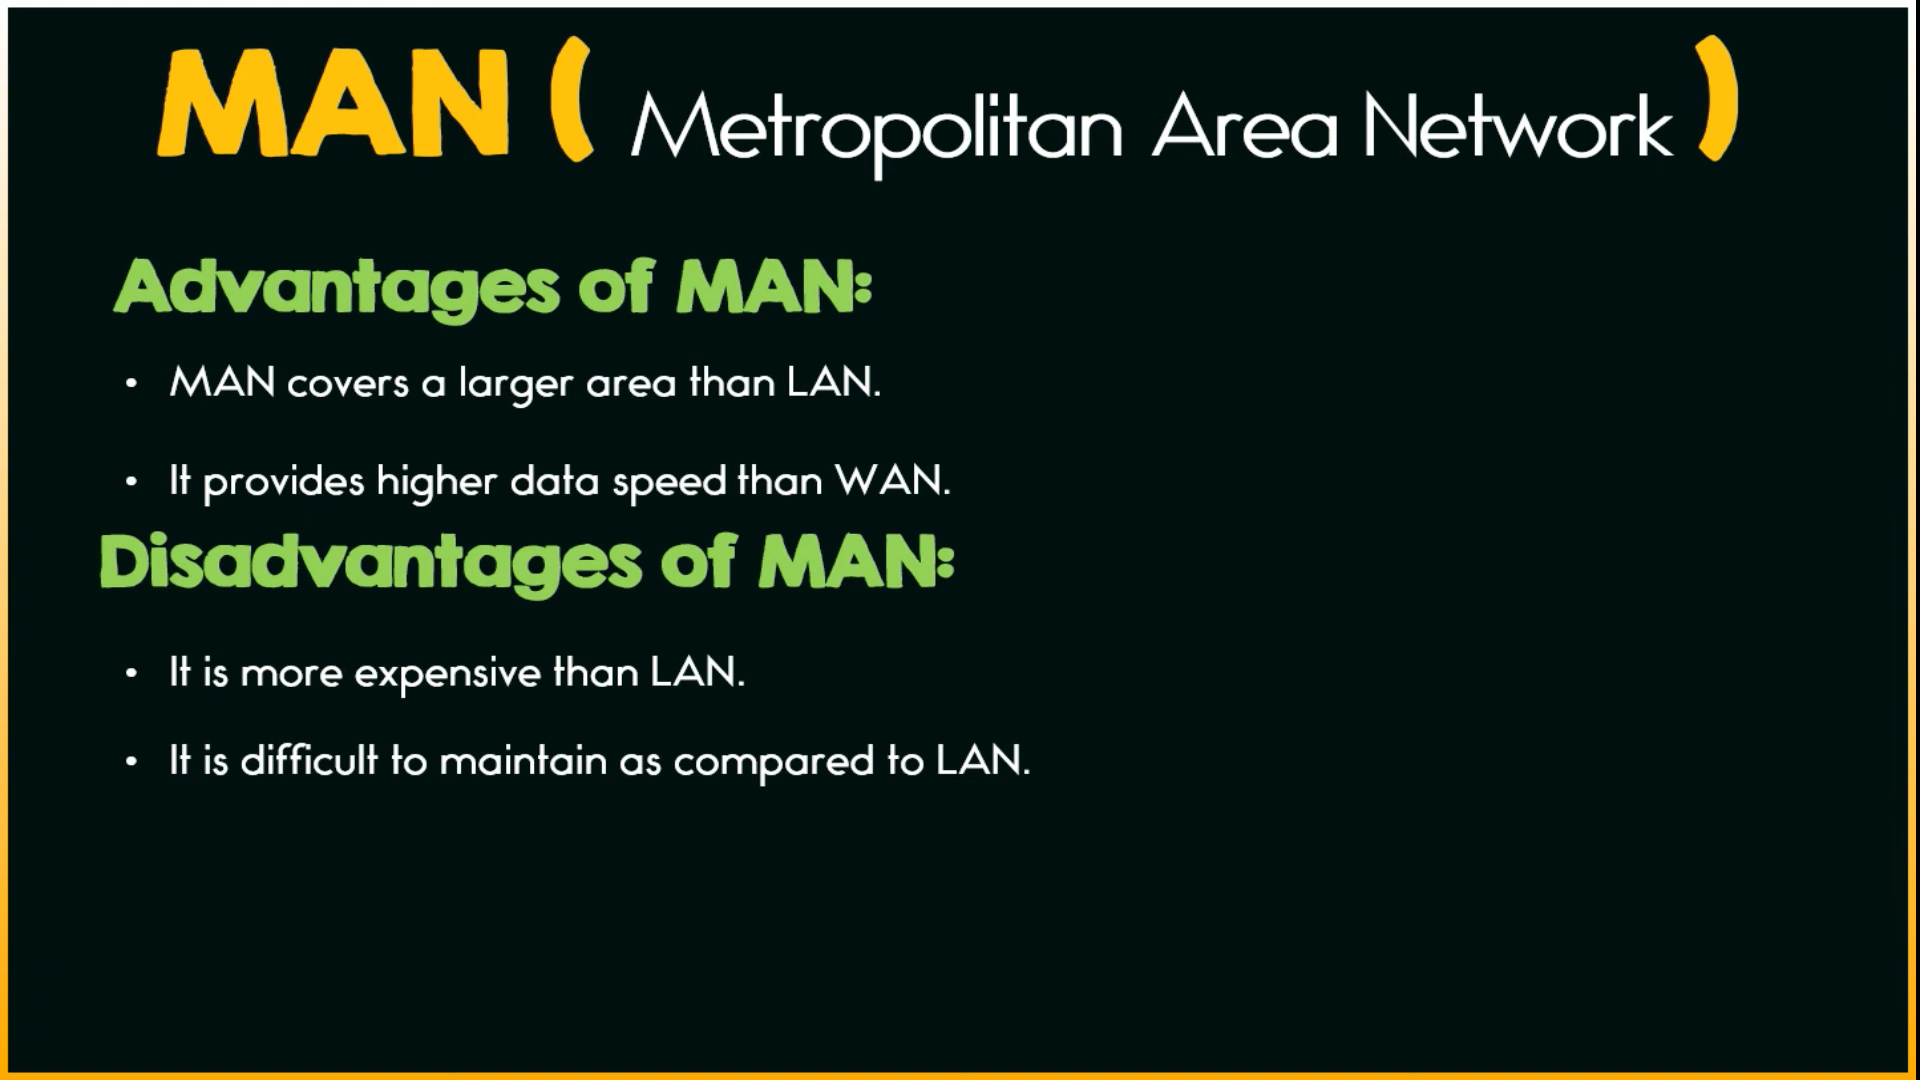 MAN ( Metropolitan Area Network )
Advantages of MAN:
• MAN covers a larger area than LAN.
• It provides higher data speed than WAN.
Disadvantages of MAN:
• It is more expensive than LAN.
• It is difficult to maintain as compared to LAN.